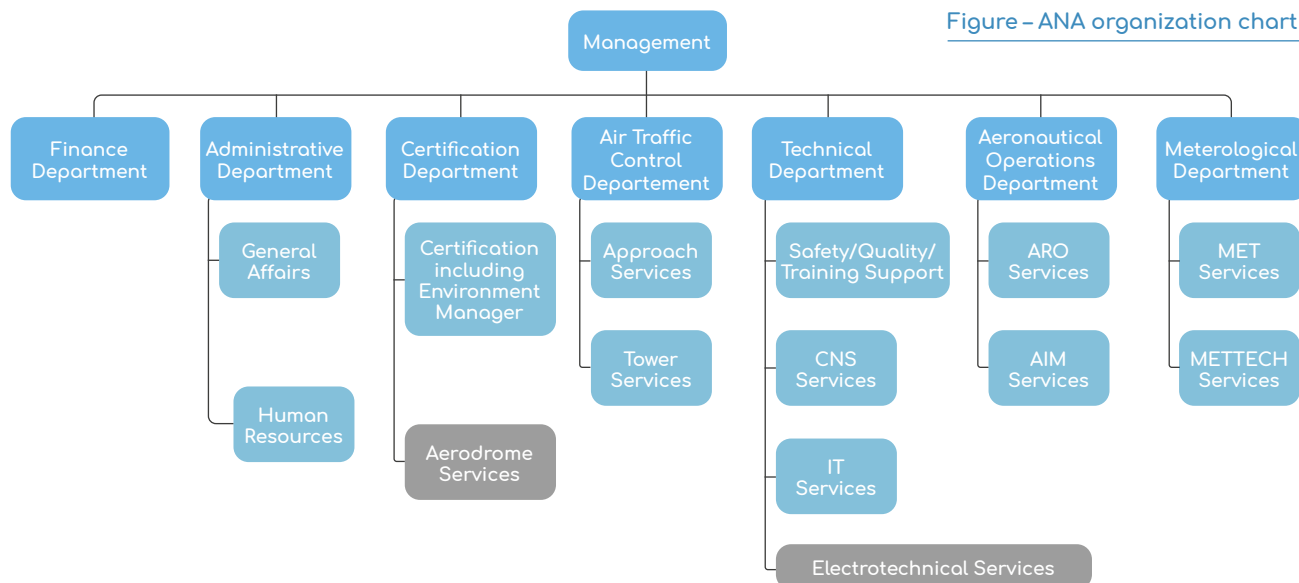 Figure – ANA organization chart
Management
Finance
Department
Administrative
Department
Certification
Department
Air Traffic
Control
Departement
Technical
Department
Aeronautical
Operations
Department
Meterological
Department
General
Affairs
Human
Resources
Certification
including
Environment
Manager
Aerodrome
Services
Approach
Services
Tower
Services
Safety/Quality/
Training Support
CNS
Services
IT
Services
Electrotechnical Services
ARO
Services
AIM
Services
MET
Services
METTECH
Services